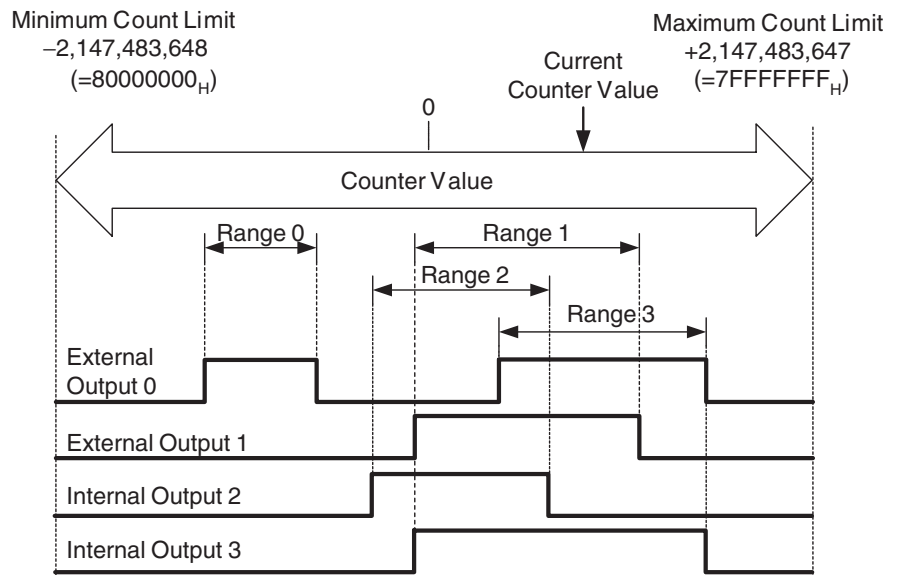 Minimum Count Limit
−2,147,483,648
(=80000000H)
Maximum Count Limit
+2,147,483,647
(=7FFFFFFFH)
Current
Counter Value
0
Counter Value
Range 0
Range 1
Range 2
Range 3
External
Output 0
External Output 1
Internal Output 2
Internal Output 3